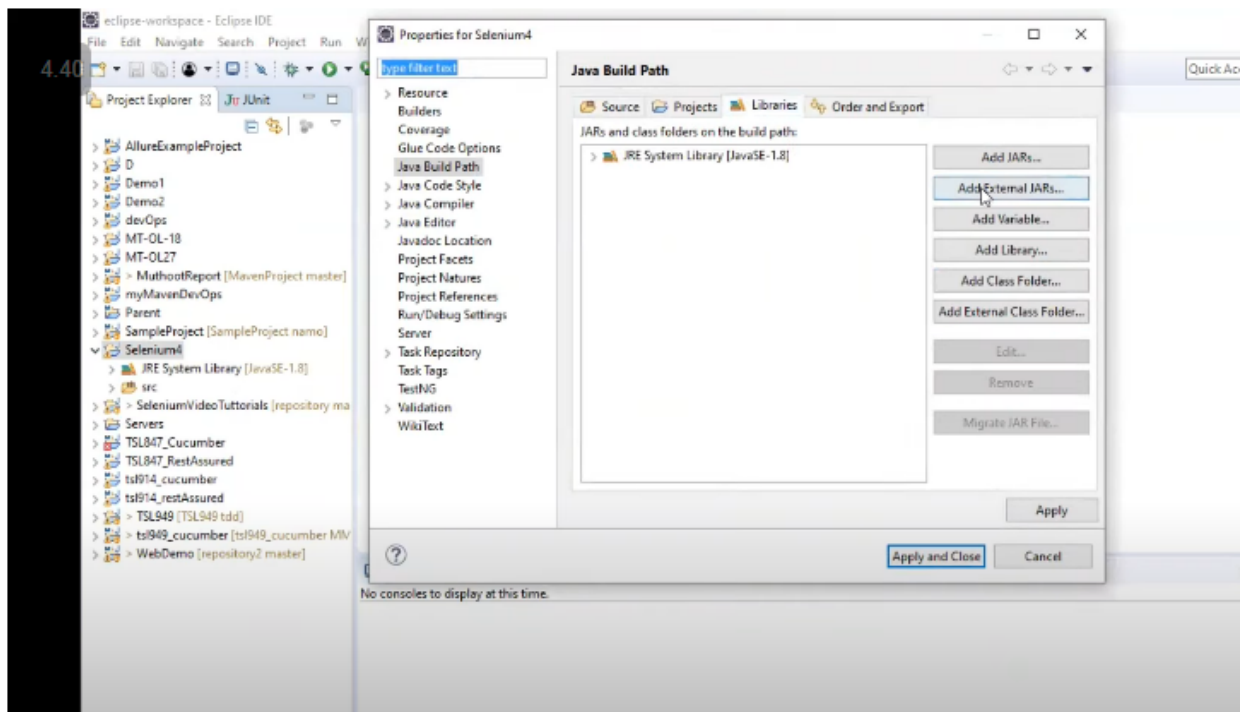 eclipse-workspace - Eclipse IDE
File Edit Navigate Search Project Run W
4.40
Quick Acc
Project Explorer
JUnit
AllureExampleProject
D
Demo1
Demo2
devOps
MT-OL-18
MT-OL27
> MuthootReport [MavenProject master]
myMavenDevOps
Parent
SampleProject [SampleProject namo]
Selenium4
JRE System Library [JavaSE-1.8]
src
> SeleniumVideoTuttorials [repository ma
Servers
TSL847_Cucumber
TSL847_RestAssured
tsl914_cucumber
tsl914_restAssured
> TSL949 [TSL949 tdd]
> tsl949_cucumber [tsl949_cucumber MV
> WebDemo [repository2 master]
Properties for Selenium4
type filter text
Resource
Builders
Coverage
Glue Code Options
Java Build Path
Java Code Style
Java Compiler
Java Editor
Javadoc Location
Project Facets
Project Natures
Project References
Run/Debug Settings
Server
Task Repository
Task Tags
TestNG
Validation
WikiText
Java Build Path
Source Projects Libraries Order and Export
JARs and class folders on the build path:
JRE System Library [JavaSE-1.8]
Add JARs...
Add External JARs...
Add Variable...
Add Library...
Add Class Folder...
Add External Class Folder...
Edit...
Remove
Migrate JAR File...
Apply
?
Apply and Close
Cancel
No consoles to display at this time.